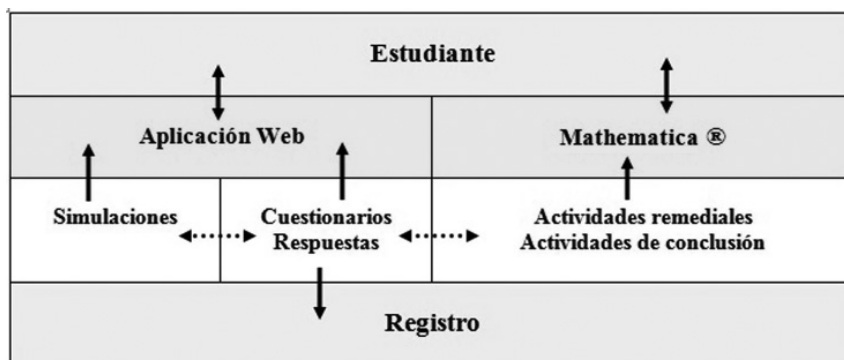 Estudiante
Aplicación Web
Mathematica ®
Simulaciones
Cuestionarios
Respuestas
Actividades remediales
Actividades de conclusión
Registro